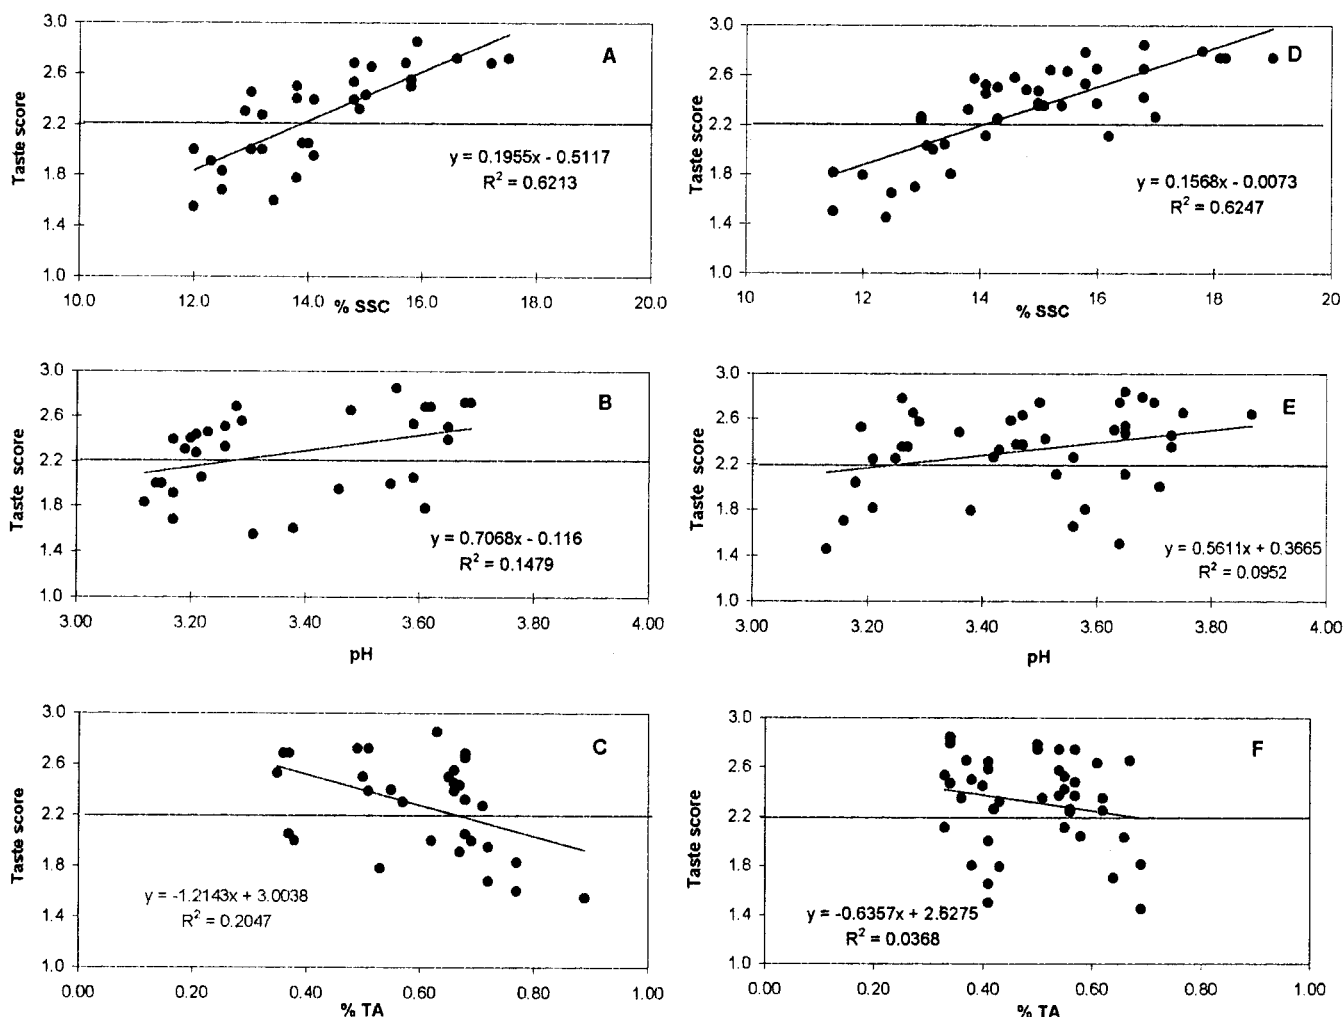 3.0
2.6
2.2
1.8
1.4
1.0
Taste score
A
y = 0.1955x - 0.5117
R² = 0.6213
10.0 12.0 14.0 16.0 18.0 20.0
% SSC
3.0
2.6
2.2
1.8
1.4
1.0
Taste score
D
y = 0.1568x - 0.0073
R² = 0.6247
10 12 14 16 18 20
% SSC
3.0
2.6
2.2
1.8
1.4
1.0
Taste score
B
y = 0.7068x - 0.116
R² = 0.1479
3.00 3.20 3.40 3.60 3.80 4.00
pH
3.0
2.6
2.2
1.8
1.4
1.0
Taste score
E
y = 0.5611x + 0.3665
R² = 0.0952
3.00 3.20 3.40 3.60 3.80 4.00
pH
3.0
2.6
2.2
1.8
1.4
1.0
Taste score
C
y = -1.2143x + 3.0038
R² = 0.2047
0.00 0.20 0.40 0.60 0.80 1.00
% TA
3.0
2.6
2.2
1.8
1.4
1.0
Taste score
F
y = -0.6357x + 2.6275
R² = 0.0368
0.00 0.20 0.40 0.60 0.80 1.00
% TA